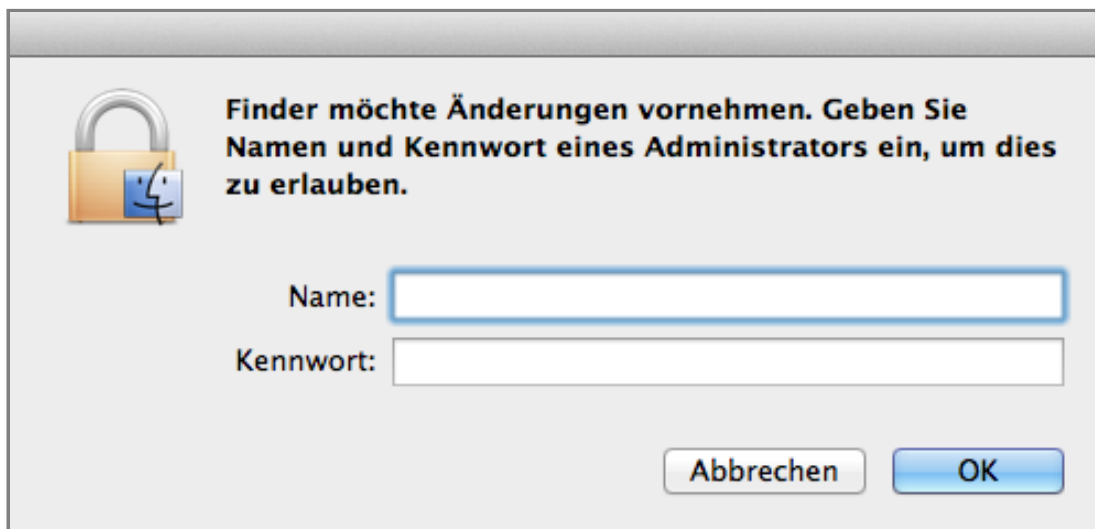 Finder möchte Änderungen vornehmen. Geben Sie
Namen und Kennwort eines Administrators ein, um dies
zu erlauben.
Name:
Kennwort:
Abbrechen
OK